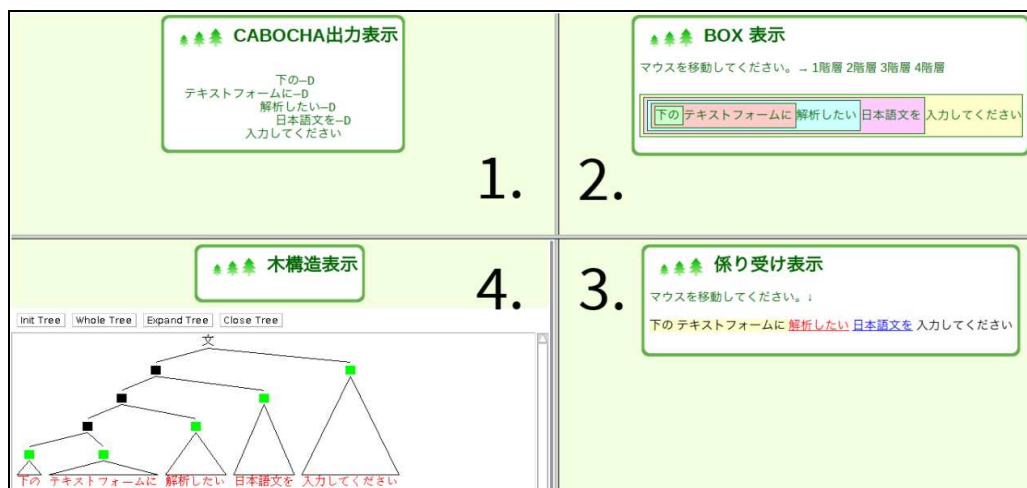 CABOCHA出力表示
下の—D
テキストフォームに—D
解析したい—D
日本語文を—D
入力してください
1.
BOX 表示
マウスを移動してください。→ 1階層 2階層 3階層 4階層
下の テキストフォームに 解析したい 日本語文を 入力してください
2.
木構造表示
4.
Init Tree Whole Tree Expand Tree Close Tree
文
下の テキストフォームに 解析したい 日本語文を 入力してください
3.
係り受け表示
マウスを移動してください。↓
下の テキストフォームに 解析したい 日本語文を 入力してください